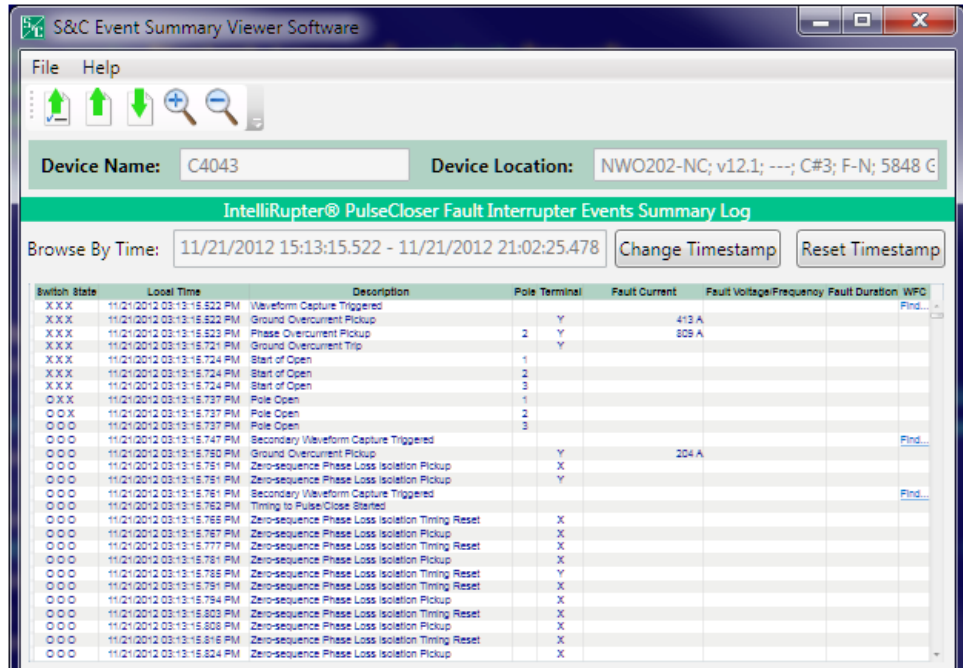 S&C Event Summary Viewer Software
File Help
Device Name: C4043 Device Location: NWO202-NC; v12.1; ---; C#3; F-N; 5848 G
IntelliRupter® PulseCloser Fault Interrupter Events Summary Log
Browse By Time: 11/21/2012 15:13:15.522 - 11/21/2012 21:02:25.478 Change Timestamp Reset Timestamp
Switch State Local Time Description Pole Terminal Fault Current Fault Voltage/Frequency Fault Duration WFC
XXX 11/21/2012 03:13:15.522 PM Waveform Capture Triggered Find...
XXX 11/21/2012 03:13:15.522 PM Ground Overcurrent Pickup Y 413 A
XXX 11/21/2012 03:13:15.523 PM Phase Overcurrent Pickup 2 Y 809 A
XXX 11/21/2012 03:13:15.721 PM Ground Overcurrent Trip Y
XXX 11/21/2012 03:13:15.724 PM Start of Open 1
XXX 11/21/2012 03:13:15.724 PM Start of Open 2
XXX 11/21/2012 03:13:15.724 PM Start of Open 3
OXX 11/21/2012 03:13:15.737 PM Pole Open 1
OOX 11/21/2012 03:13:15.737 PM Pole Open 2
OOO 11/21/2012 03:13:15.737 PM Pole Open 3
OOO 11/21/2012 03:13:15.747 PM Secondary Waveform Capture Triggered Find...
OOO 11/21/2012 03:13:15.750 PM Ground Overcurrent Pickup Y 204 A
OOO 11/21/2012 03:13:15.751 PM Zero-sequence Phase Loss Isolation Pickup X
OOO 11/21/2012 03:13:15.751 PM Zero-sequence Phase Loss Isolation Pickup Y
OOO 11/21/2012 03:13:15.761 PM Secondary Waveform Capture Triggered Find...
OOO 11/21/2012 03:13:15.762 PM Timing to Pulse/Close Started
OOO 11/21/2012 03:13:15.765 PM Zero-sequence Phase Loss Isolation Timing Reset X
OOO 11/21/2012 03:13:15.767 PM Zero-sequence Phase Loss Isolation Pickup X
OOO 11/21/2012 03:13:15.777 PM Zero-sequence Phase Loss Isolation Timing Reset X
OOO 11/21/2012 03:13:15.781 PM Zero-sequence Phase Loss Isolation Pickup X
OOO 11/21/2012 03:13:15.785 PM Zero-sequence Phase Loss Isolation Timing Reset Y
OOO 11/21/2012 03:13:15.791 PM Zero-sequence Phase Loss Isolation Timing Reset X
OOO 11/21/2012 03:13:15.794 PM Zero-sequence Phase Loss Isolation Pickup X
OOO 11/21/2012 03:13:15.803 PM Zero-sequence Phase Loss Isolation Timing Reset X
OOO 11/21/2012 03:13:15.808 PM Zero-sequence Phase Loss Isolation Pickup X
OOO 11/21/2012 03:13:15.816 PM Zero-sequence Phase Loss Isolation Timing Reset X
OOO 11/21/2012 03:13:15.824 PM Zero-sequence Phase Loss Isolation Pickup X